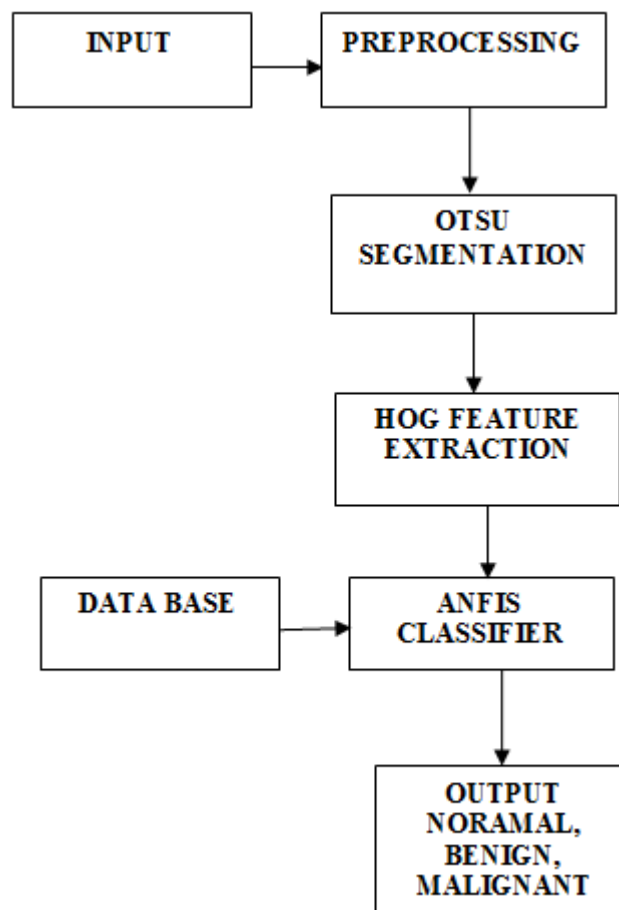 INPUT
PREPROCESSING
OTSU
SEGMENTATION
HOG FEATURE
EXTRACTION
DATA BASE
ANFIS
CLASSIFIER
OUTPUT
NORAMAL,
BENIGN,
MALIGNANT